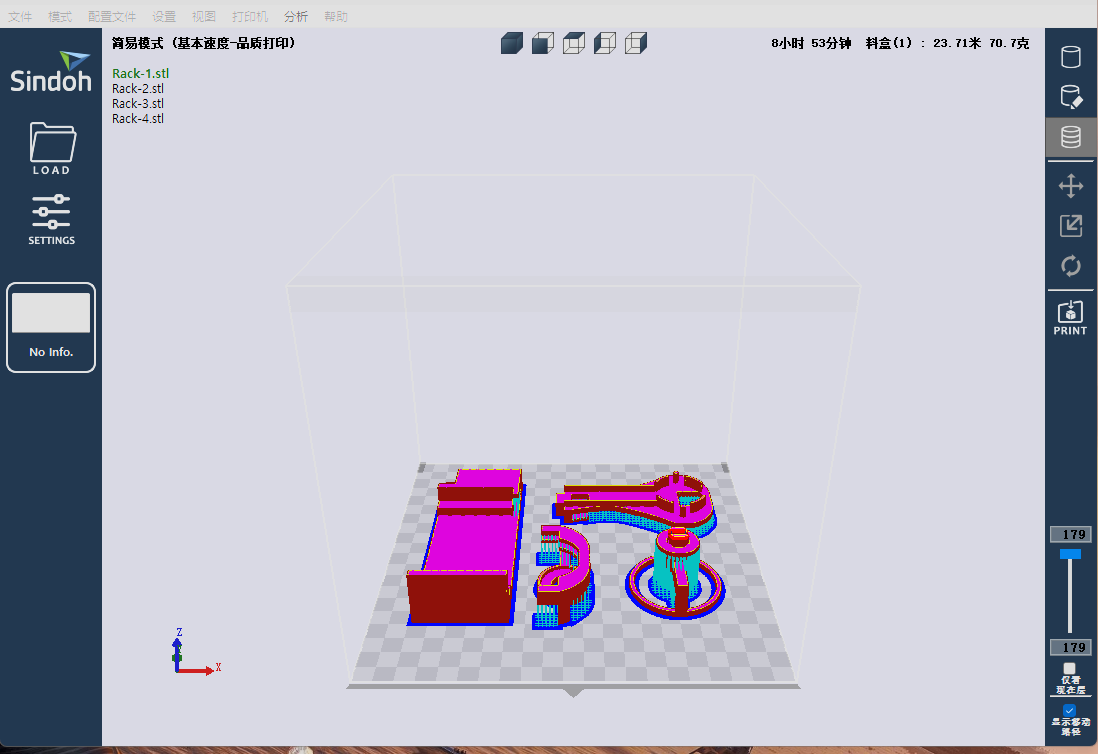 文件 模式 配置文件 设置 视图 打印机 分析 帮助
简易模式 (基本速度-品质打印)
8小时 53分钟 料盒(1) : 23.71米 70.7克
Sindoh
Rack-1.stl
Rack-2.stl
Rack-3.stl
Rack-4.stl
LOAD
SETTINGS
No Info.
PRINT
179
179
Z
X
仅看
现在层
显示移动
路径